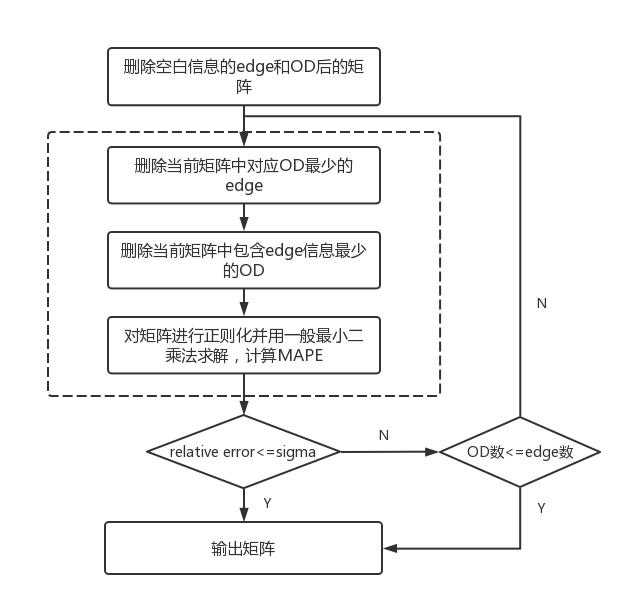 删除空白信息的edge和OD后的矩
阵
删除当前矩阵中对应OD最少的
edge
删除当前矩阵中包含edge信息最少
的OD
N
对矩阵进行正则化并用一般最小二
乘法求解，计算MAPE
relative error<=sigma
N
OD数<=edge数
Y
Y
输出矩阵